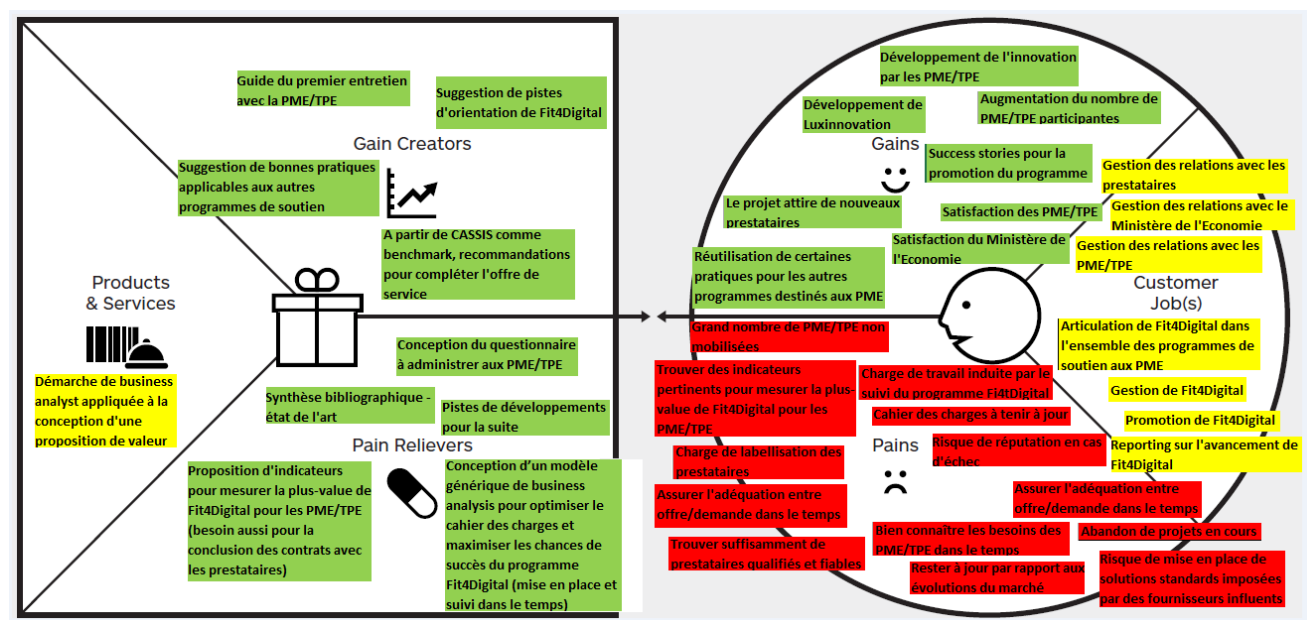 Guide du premier entretien
avec la PME/TPE
Suggestion de pistes
d'orientation de Fit4Digital
Gain Creators
Suggestion de bonnes pratiques
applicables aux autres
programmes de soutien
A partir de CASSIS comme
benchmark, recommandations
pour compléter l'offre de
service
Products
& Services
Démarche de business
analyst appliquée à la
conception d'une
proposition de valeur
Conception du questionnaire
à administrer aux PME/TPE
Synthèse bibliographique -
état de l'art
Pistes de développements
pour la suite
Pain Relievers
Proposition d'indicateurs
pour mesurer la plus-value de
Fit4Digital pour les PME/TPE
(besoin aussi pour la
conclusion des contrats avec
les prestataires)
Conception d'un modèle
générique de business
analysis pour optimiser le
cahier des charges et
maximiser les chances de
succès du programme
Fit4Digital (mise en place et
suivi dans le temps)
Développement de l'innovation
par les PME/TPE
Développement de
Luxinnovation
Augmentation du nombre de
PME/TPE participantes
Gains
Success stories pour la
promotion du programme
Le projet attire de nouveaux
prestataires
Satisfaction des PME/TPE
Satisfaction du Ministère de
l'Economie
Réutilisation de certaines
pratiques pour les autres
programmes destinés aux PME
Gestion des relations avec les
prestataires
Gestion des relations avec le
Ministère de l'Economie
Gestion des relations avec les
PME/TPE
Customer
Job(s)
Articulation de Fit4Digital dans
l'ensemble des programmes de
soutien aux PME
Gestion de Fit4Digital
Promotion de Fit4Digital
Reporting sur l'avancement de
Fit4Digital
Grand nombre de PME/TPE non
mobilisées
Trouver des indicateurs
pertinents pour mesurer la plus-
value de Fit4Digital pour les
PME/TPE
Charge de travail induite par le
suivi du programme Fi4tDigital
Cahier des charges à tenir à jour
Pains
Risque de réputation en cas
d'échec
Charge de labellisation des
prestataires
Assurer l'adéquation entre
offre/demande dans le temps
Trouver suffisamment de
prestataires qualifiés et fiables
Bien connaître les besoins des
PME/TPE dans le temps
Rester à jour par rapport aux
évolutions du marché
Assurer l'adéquation entre
offre/demande dans le temps
Abandon de projets en cours
Risque de mise en place de
solutions standards imposées
par des fournisseurs influents